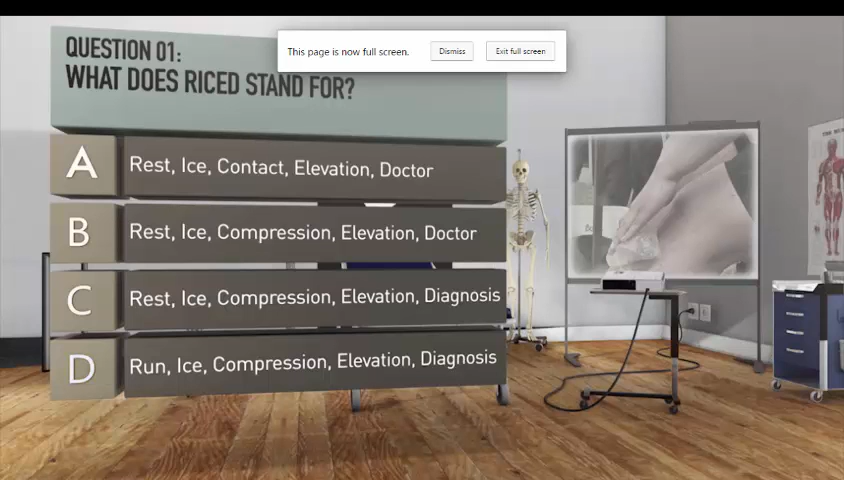 This page is now full screen.
Dismiss
Exit full screen
QUESTION 01:
WHAT DOES RICED STAND FOR?
A
Rest, Ice, Contact, Elevation, Doctor
B
Rest, Ice, Compression, Elevation, Doctor
C
Rest, Ice, Compression, Elevation, Diagnosis
D
Run, Ice, Compression, Elevation, Diagnosis